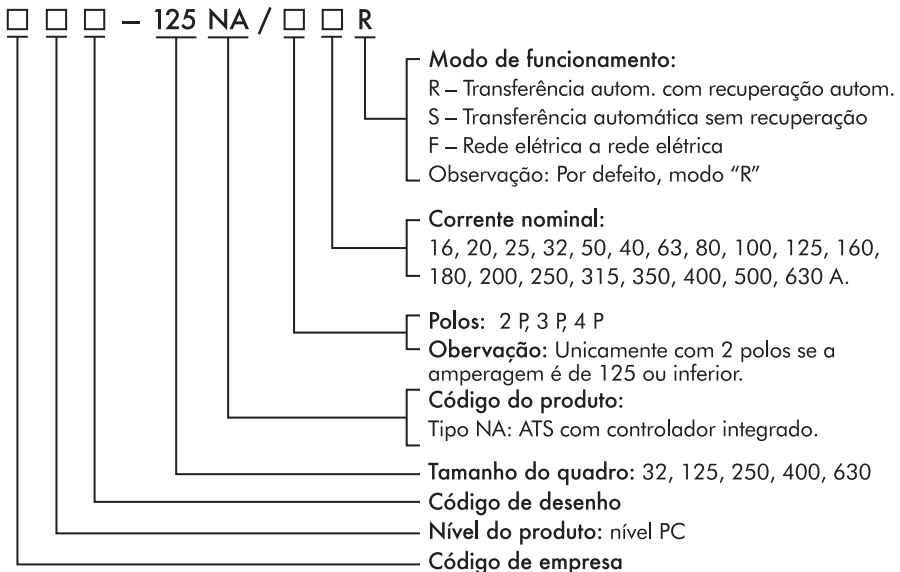 □ □ □ – 125 NA / □ □ R
Modo de funcionamento:
R – Transferência autom. com recuperação autom.
S – Transferência automática sem recuperação
F – Rede elétrica a rede elétrica
Observação: Por defeito, modo “R”
Corrente nominal:
16, 20, 25, 32, 50, 40, 63, 80, 100, 125, 160,
180, 200, 250, 315, 350, 400, 500, 630 A.
Polos: 2 P, 3 P, 4 P
Obervação: Unicamente com 2 polos se a
amperagem é de 125 ou inferior.
Código do produto:
Tipo NA: ATS com controlador integrado.
Tamanho do quadro: 32, 125, 250, 400, 630
Código de desenho
Nível do produto: nível PC
Código de empresa